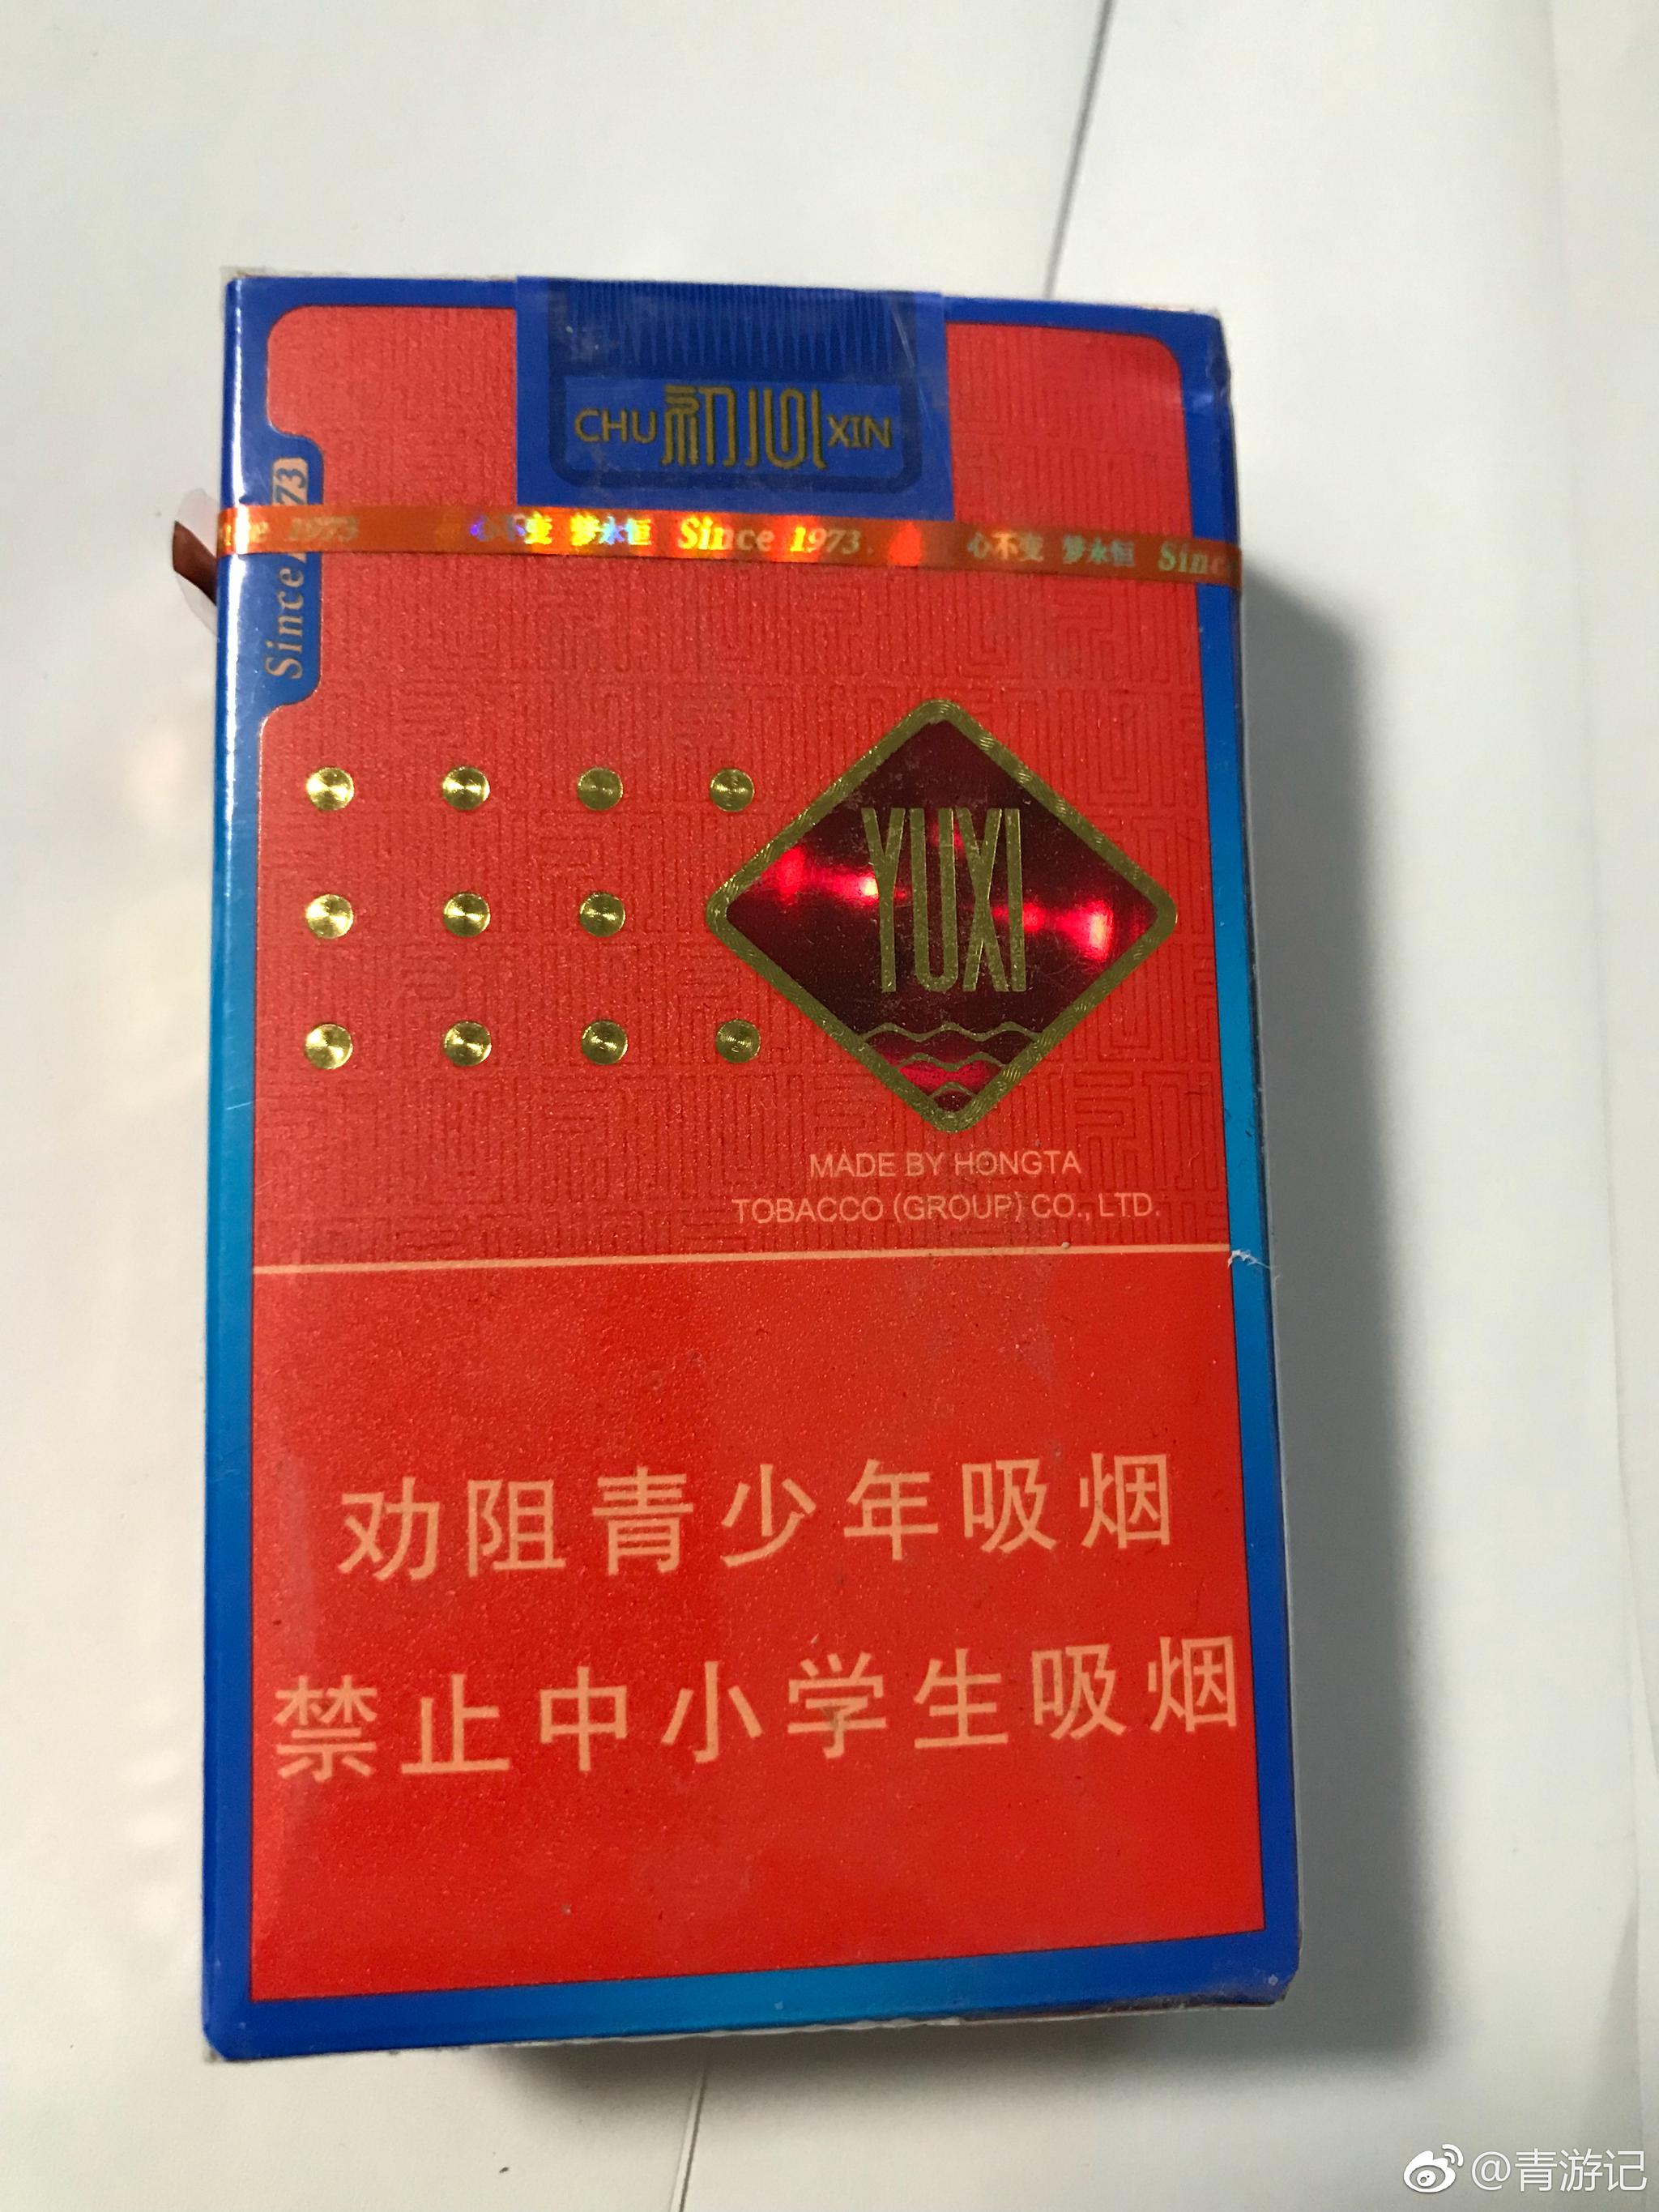 CHU 初心 XIN
Since 1973
心不变 梦永恒 Since 1973 心不变 梦永恒
YUXI
MADE BY HONGTA
TOBACCO (GROUP) CO., LTD.
劝阻青少年吸烟
禁止中小学生吸烟
@青游记